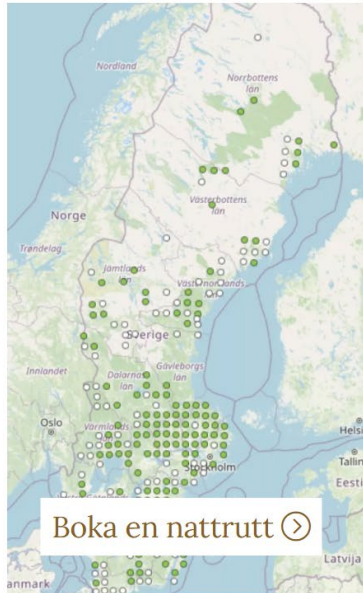 Nordland
Norrbottens
län
Norge
Västerbottens
län
Trøndelag
Jämtlands
län
Västernorrlands
län
Sverige
Innlandet
Dalarnas
län
Gävleborgs
län
Oslo
Värmlands
Helsi
Tallin
Stockholm
Eesti
Boka en nattrutt
Latvija
anmark